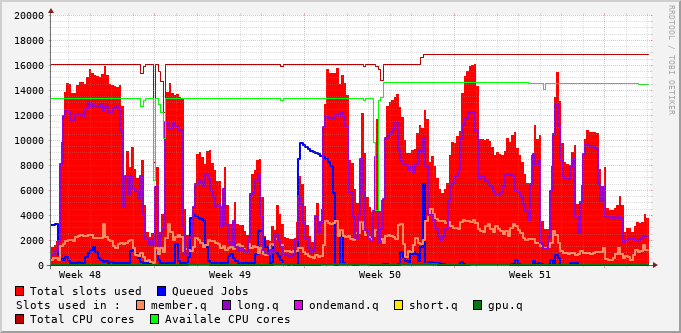 20000
18000
16000
14000
12000
10000
8000
6000
4000
2000
0
Week 48 Week 49 Week 50 Week 51
RRDTOOL / TOBI OETIKER
Total slots used Queued Jobs
Slots used in : member.q long.q ondemand.q short.q gpu.q
Total CPU cores Availale CPU cores